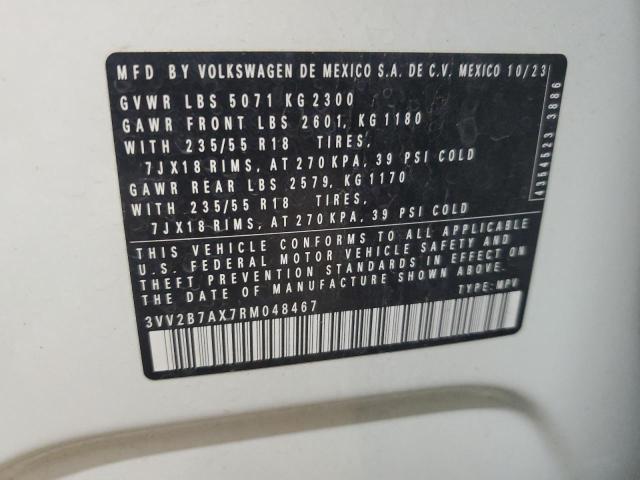 MFD BY VOLKSWAGEN DE MEXICO S.A. DE C.V. MEXICO 10/23
GVWR LBS 5071 KG 2300
GAWR FRONT LBS 2601, KG 1180
WITH 235/55 R18 TIRES,
7JX18 RIMS, AT 270 KPA, 39 PSI COLD
GAWR REAR LBS 2579, KG 1170
WITH 235/55 R18 TIRES,
7JX18 RIMS, AT 270 KPA, 39 PSI COLD
THIS VEHICLE CONFORMS TO ALL APPLICABLE
U.S. FEDERAL MOTOR VEHICLE SAFETY AND
THEFT PREVENTION STANDARDS IN EFFECT ON
THE DATE OF MANUFACTURE SHOWN ABOVE.
3VV2B7AX7RM048467 TYPE: MPV
4354523 3886